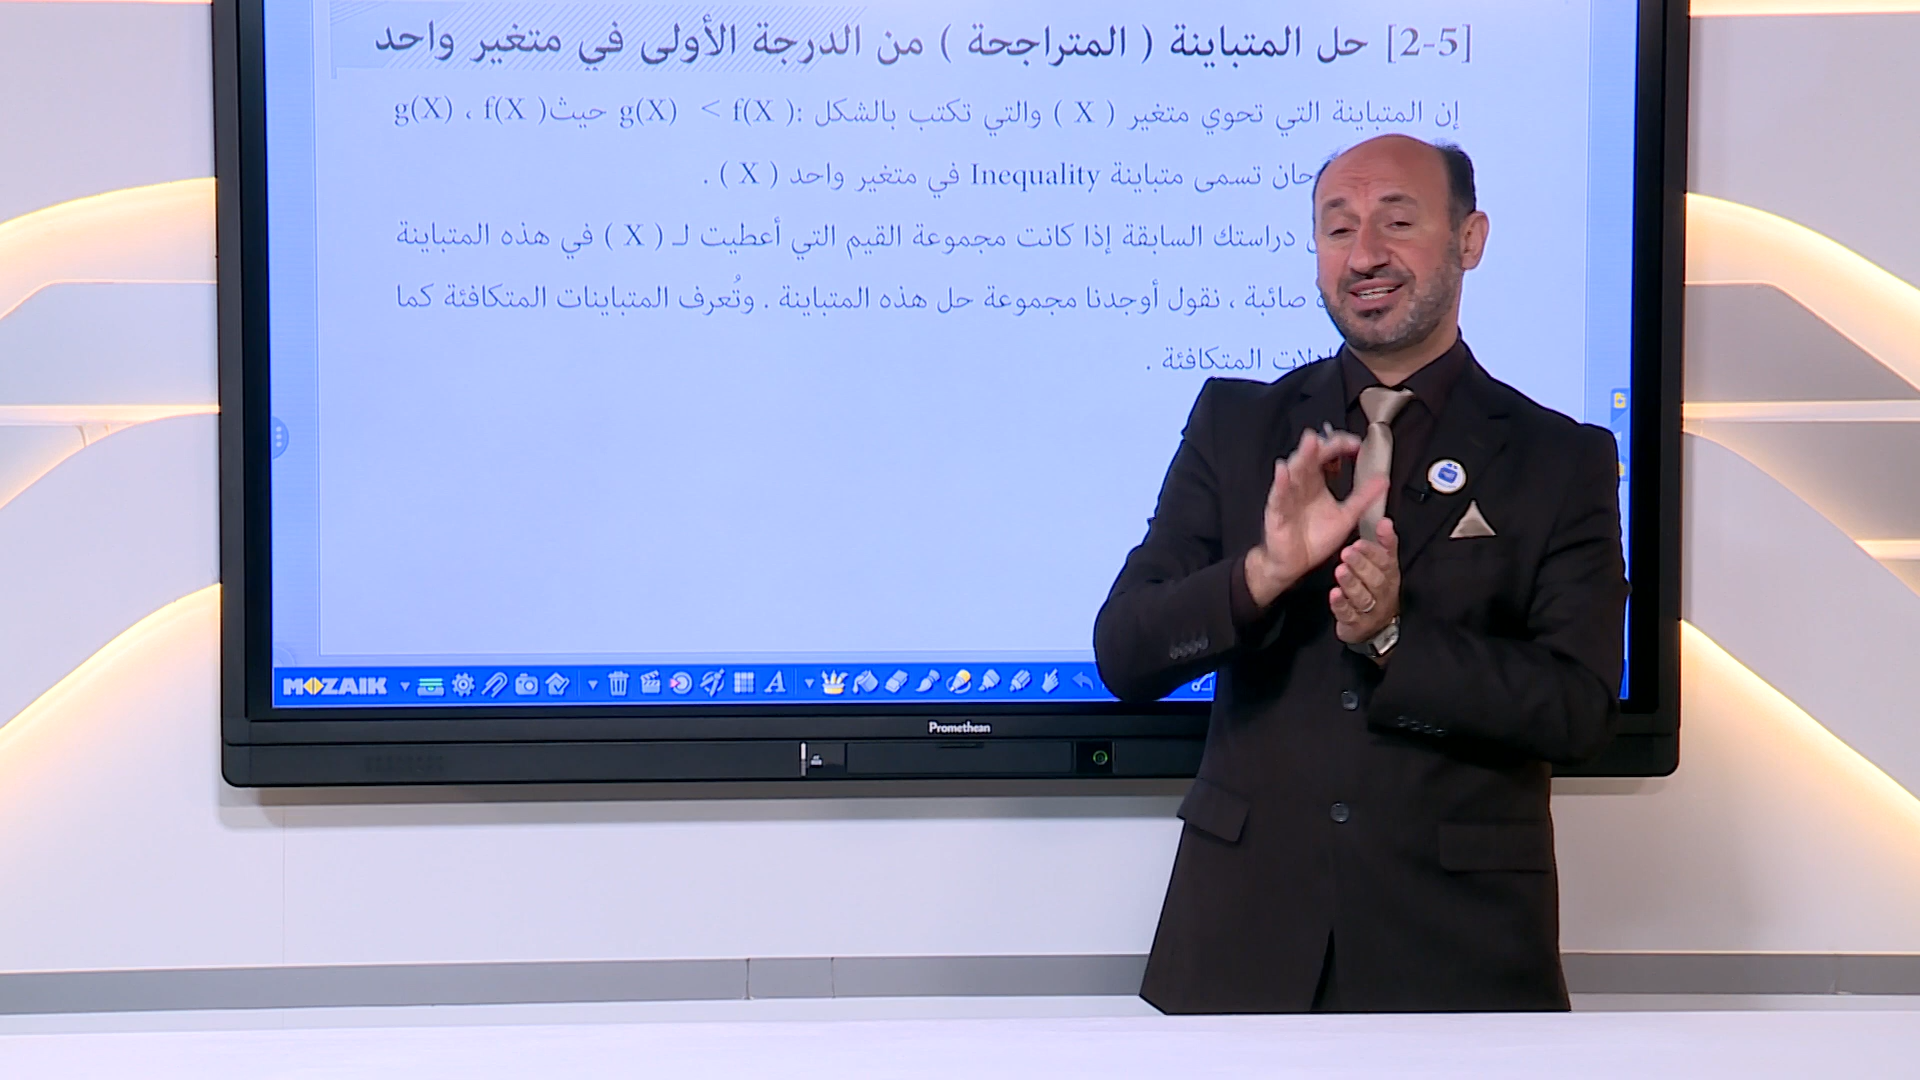 [2-5] حل المتباينة ( المتراجحة ) من الدرجة الأولى في متغير واحد
إن المتباينة التي تحوي متغير ( X ) والتي تكتب بالشكل :( g(X) < f(X حيث( g(X) ، f(X
تسمى متباينة Inequality في متغير واحد ( X ) .
دراستك السابقة إذا كانت مجموعة القيم التي أعطيت لـ ( X ) في هذه المتباينة
صائبة ، نقول أوجدنا مجموعة حل هذه المتباينة . وتُعرف المتباينات المتكافئة كما
المتكافئة .
MOZAIK
Promethean